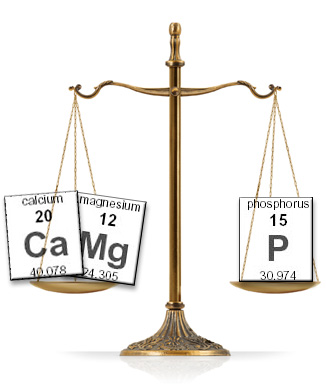 calcium
20
Ca
40.078
magnesium
12
Mg
24.305
phosphorus
15
P
30.974